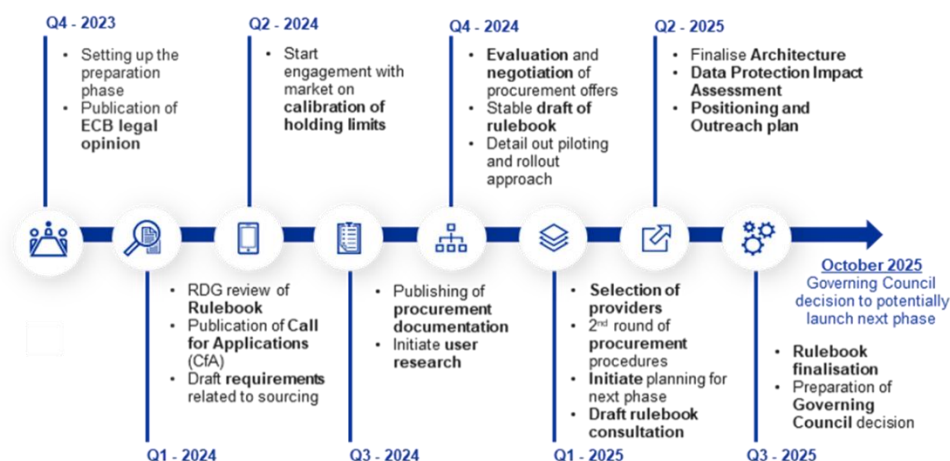 Q4 - 2023
• Setting up the
preparation
phase
• Publication of
ECB legal
opinion
Q2 - 2024
• Start
engagement with
market on
calibration of
holding limits
Q4 - 2024
• Evaluation and
negotiation of
procurement offers
• Stable draft of
rulebook
• Detail out piloting
and rollout
approach
Q2 - 2025
• Finalise Architecture
• Data Protection Impact
Assessment
• Positioning and
Outreach plan
• RDG review of
Rulebook
• Publication of Call
for Applications
(CfA)
• Draft requirements
related to sourcing
Q1 - 2024
• Publishing of
procurement
documentation
• Initiate user
research
Q3 - 2024
• Selection of
providers
• 2nd round of
procurement
procedures
• Initiate planning for
next phase
• Draft rulebook
consultation
Q1 - 2025
October 2025
Governing Council
decision to potentially
launch next phase
• Rulebook
finalisation
• Preparation of
Governing
Council decision
Q3 - 2025